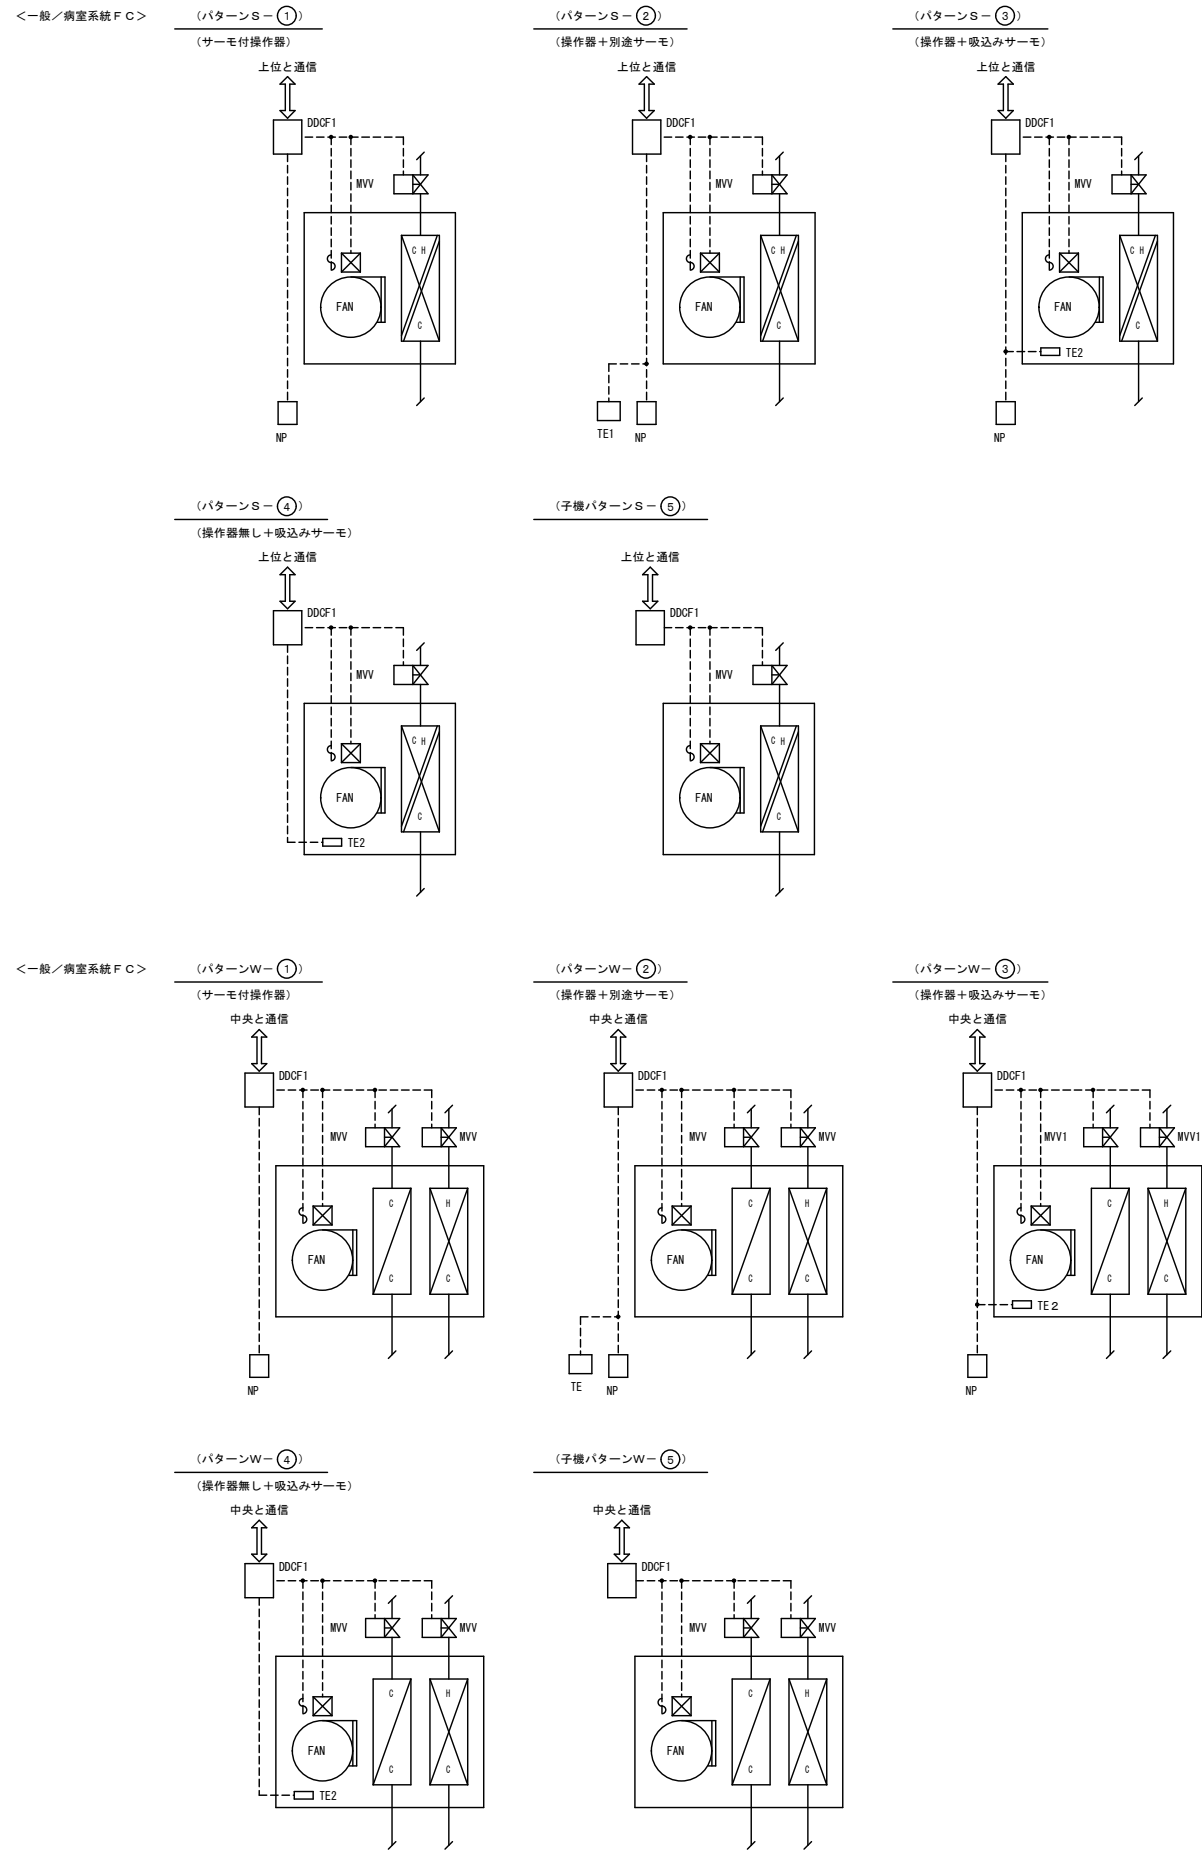 ＜一般／病室系統ＦＣ＞
（パターンＳ－①）
（サーモ付操作器）
上位と通信
DDCF1
MVV
C H
FAN
C
NP
（パターンＳ－②）
（操作器＋別途サーモ）
上位と通信
DDCF1
MVV
C H
FAN
C
TE1
NP
（パターンＳ－③）
（操作器＋吸込みサーモ）
上位と通信
DDCF1
MVV
C H
FAN
C
TE2
NP
（パターンＳ－④）
（操作器無し＋吸込みサーモ）
上位と通信
DDCF1
MVV
C H
FAN
C
TE2
（子機パターンＳ－⑤）
上位と通信
DDCF1
MVV
C H
FAN
C
＜一般／病室系統ＦＣ＞
（パターンＷ－①）
（サーモ付操作器）
中央と通信
DDCF1
MVV
MVV
C
H
FAN
C
C
NP
（パターンＷ－②）
（操作器＋別途サーモ）
中央と通信
DDCF1
MVV
MVV
C
H
FAN
C
C
TE
NP
（パターンＷ－③）
（操作器＋吸込みサーモ）
中央と通信
DDCF1
MVV1
MVV1
C
H
FAN
C
C
TE２
NP
（パターンＷ－④）
（操作器無し＋吸込みサーモ）
中央と通信
DDCF1
MVV
MVV
C
H
FAN
C
C
TE2
（子機パターンＷ－⑤）
中央と通信
DDCF1
MVV
MVV
C
H
FAN
C
C